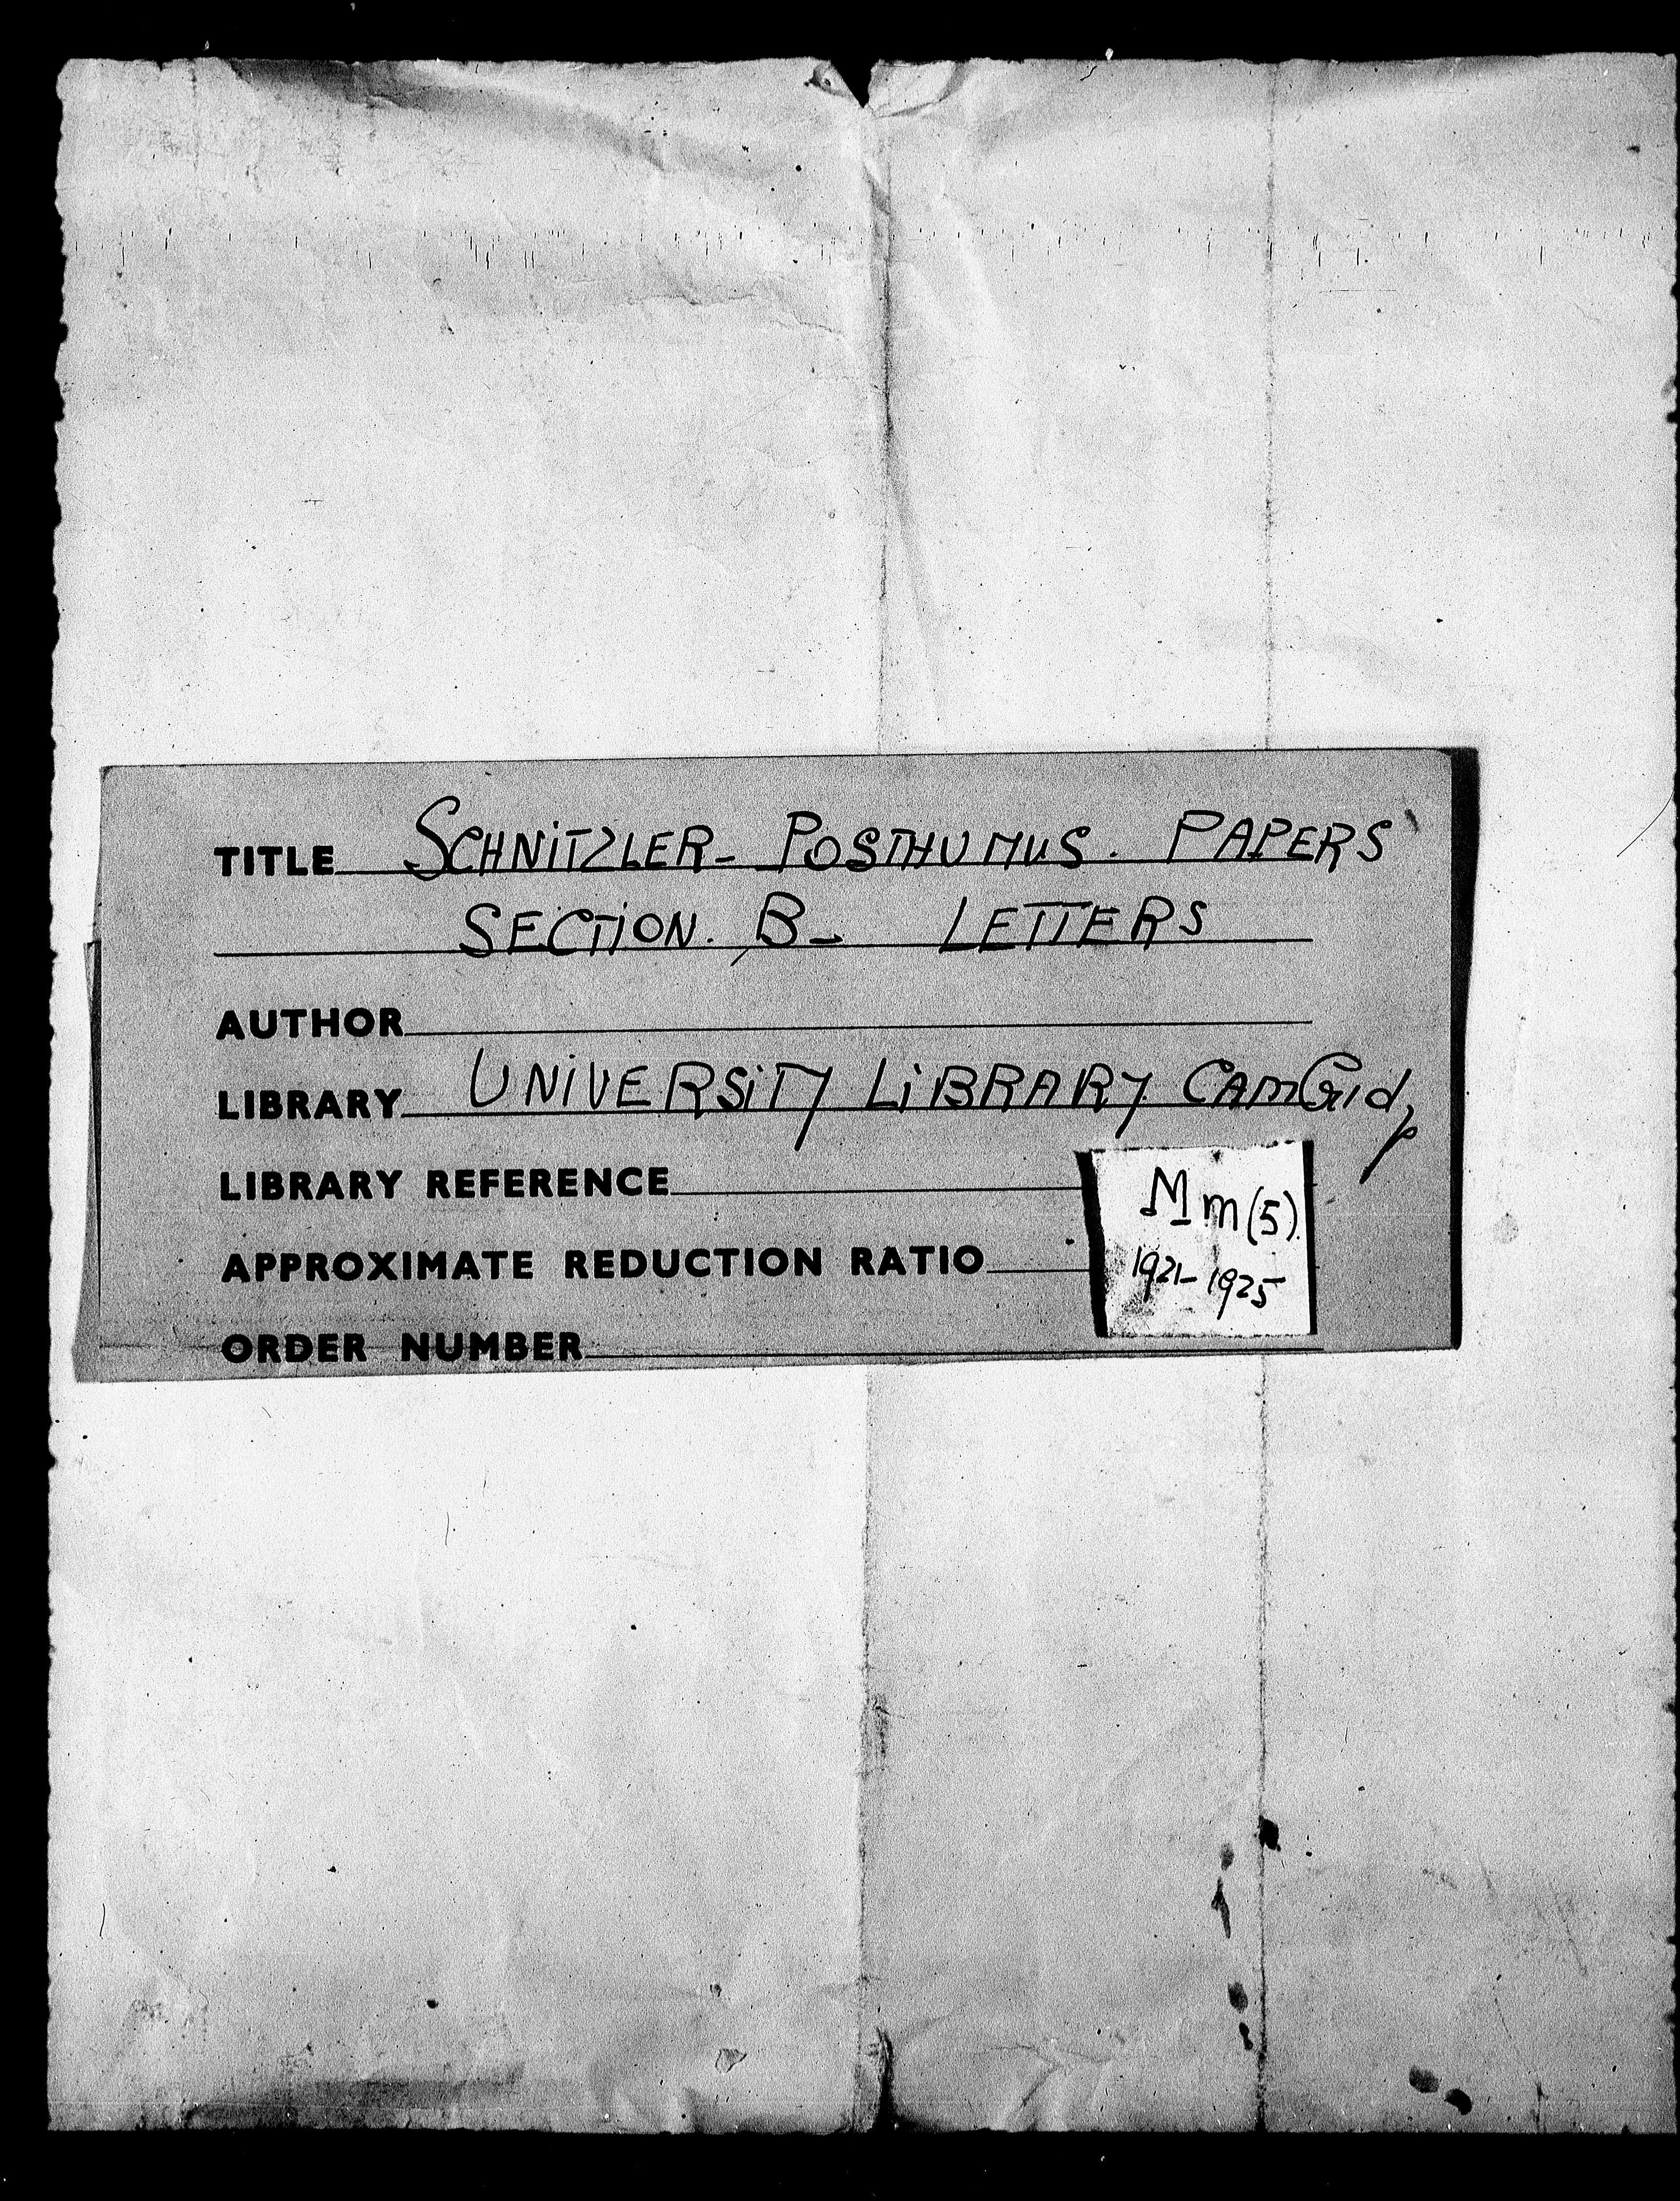 TITLE SCHNITZLER- POSTHUMUS. PAPERS
SECTION. B- LETTERS
AUTHOR
LIBRARY UNIVERSITY LIBRARY
LIBRARY REFERENCE
Mm(5).
APPROXIMATE REDUCTION RATIO
1921-1925
ORDER NUMBER